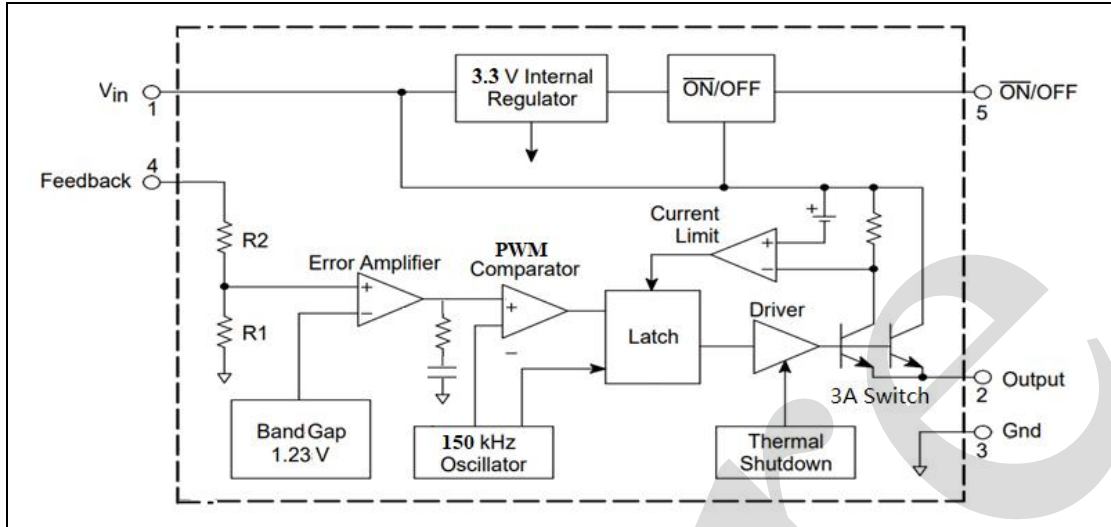 3.3 V Internal
Regulator
ON/OFF
Vin
1
ON/OFF
5
4
Feedback
Current
Limit
+
+
−
R2
Error Amplifier
PWM
Comparator
+
−
+
−
R1
Latch
Driver
3A Switch
Output
2
Band Gap
1.23 V
150 kHz
Oscillator
Thermal
Shutdown
Gnd
3